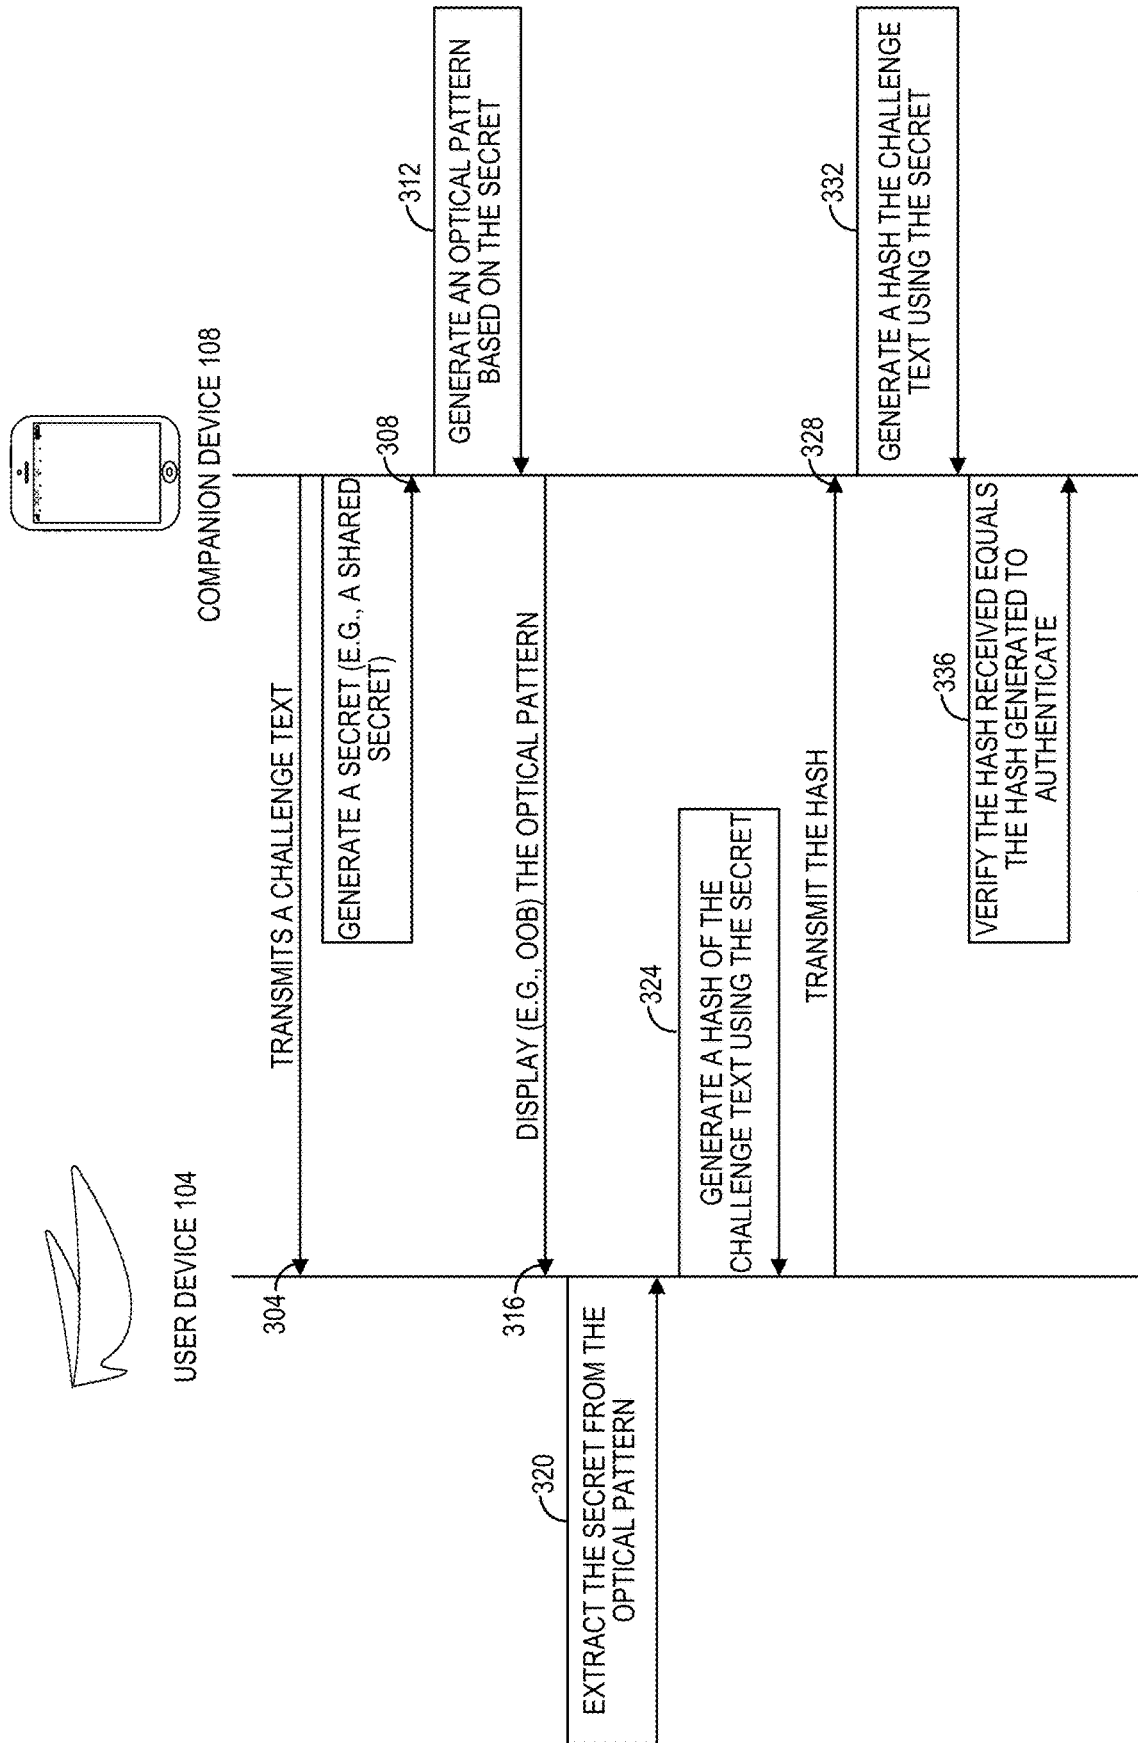 USER DEVICE 104
COMPANION DEVICE 108
TRANSMITS A CHALLENGE TEXT
304
GENERATE A SECRET (E.G., A SHARED
SECRET)
308
312
GENERATE AN OPTICAL PATTERN
BASED ON THE SECRET
DISPLAY (E.G., OOB) THE OPTICAL PATTERN
316
320
EXTRACT THE SECRET FROM THE
OPTICAL PATTERN
324
GENERATE A HASH OF THE
CHALLENGE TEXT USING THE SECRET
TRANSMIT THE HASH
328
332
GENERATE A HASH THE CHALLENGE
TEXT USING THE SECRET
336
VERIFY THE HASH RECEIVED EQUALS
THE HASH GENERATED TO
AUTHENTICATE